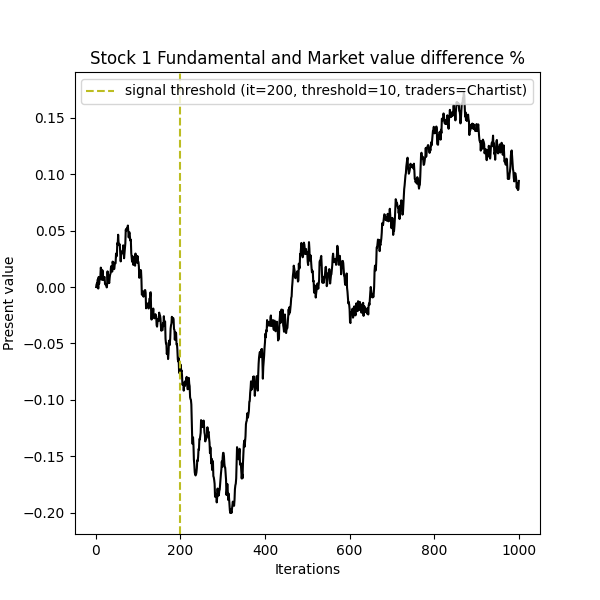 Stock 1 Fundamental and Market value difference %
signal threshold (it=200, threshold=10, traders=Chartist)
0.15
0.10
0.05
0.00
−0.05
−0.10
−0.15
−0.20
Present value
0 200 400 600 800 1000
Iterations